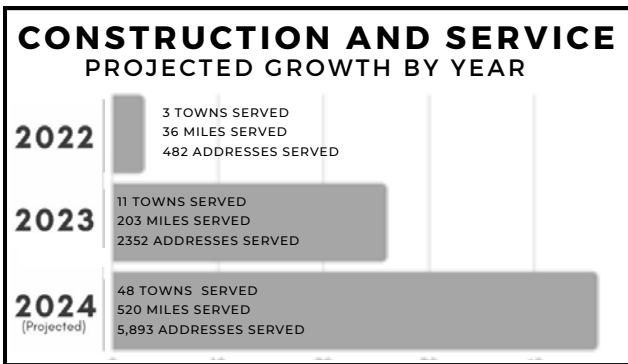 CONSTRUCTION AND SERVICE
PROJECTED GROWTH BY YEAR
2022
3 TOWNS SERVED
36 MILES SERVED
482 ADDRESSES SERVED
2023
11 TOWNS SERVED
203 MILES SERVED
2352 ADDRESSES SERVED
2024
(Projected)
48 TOWNS SERVED
520 MILES SERVED
5,893 ADDRESSES SERVED